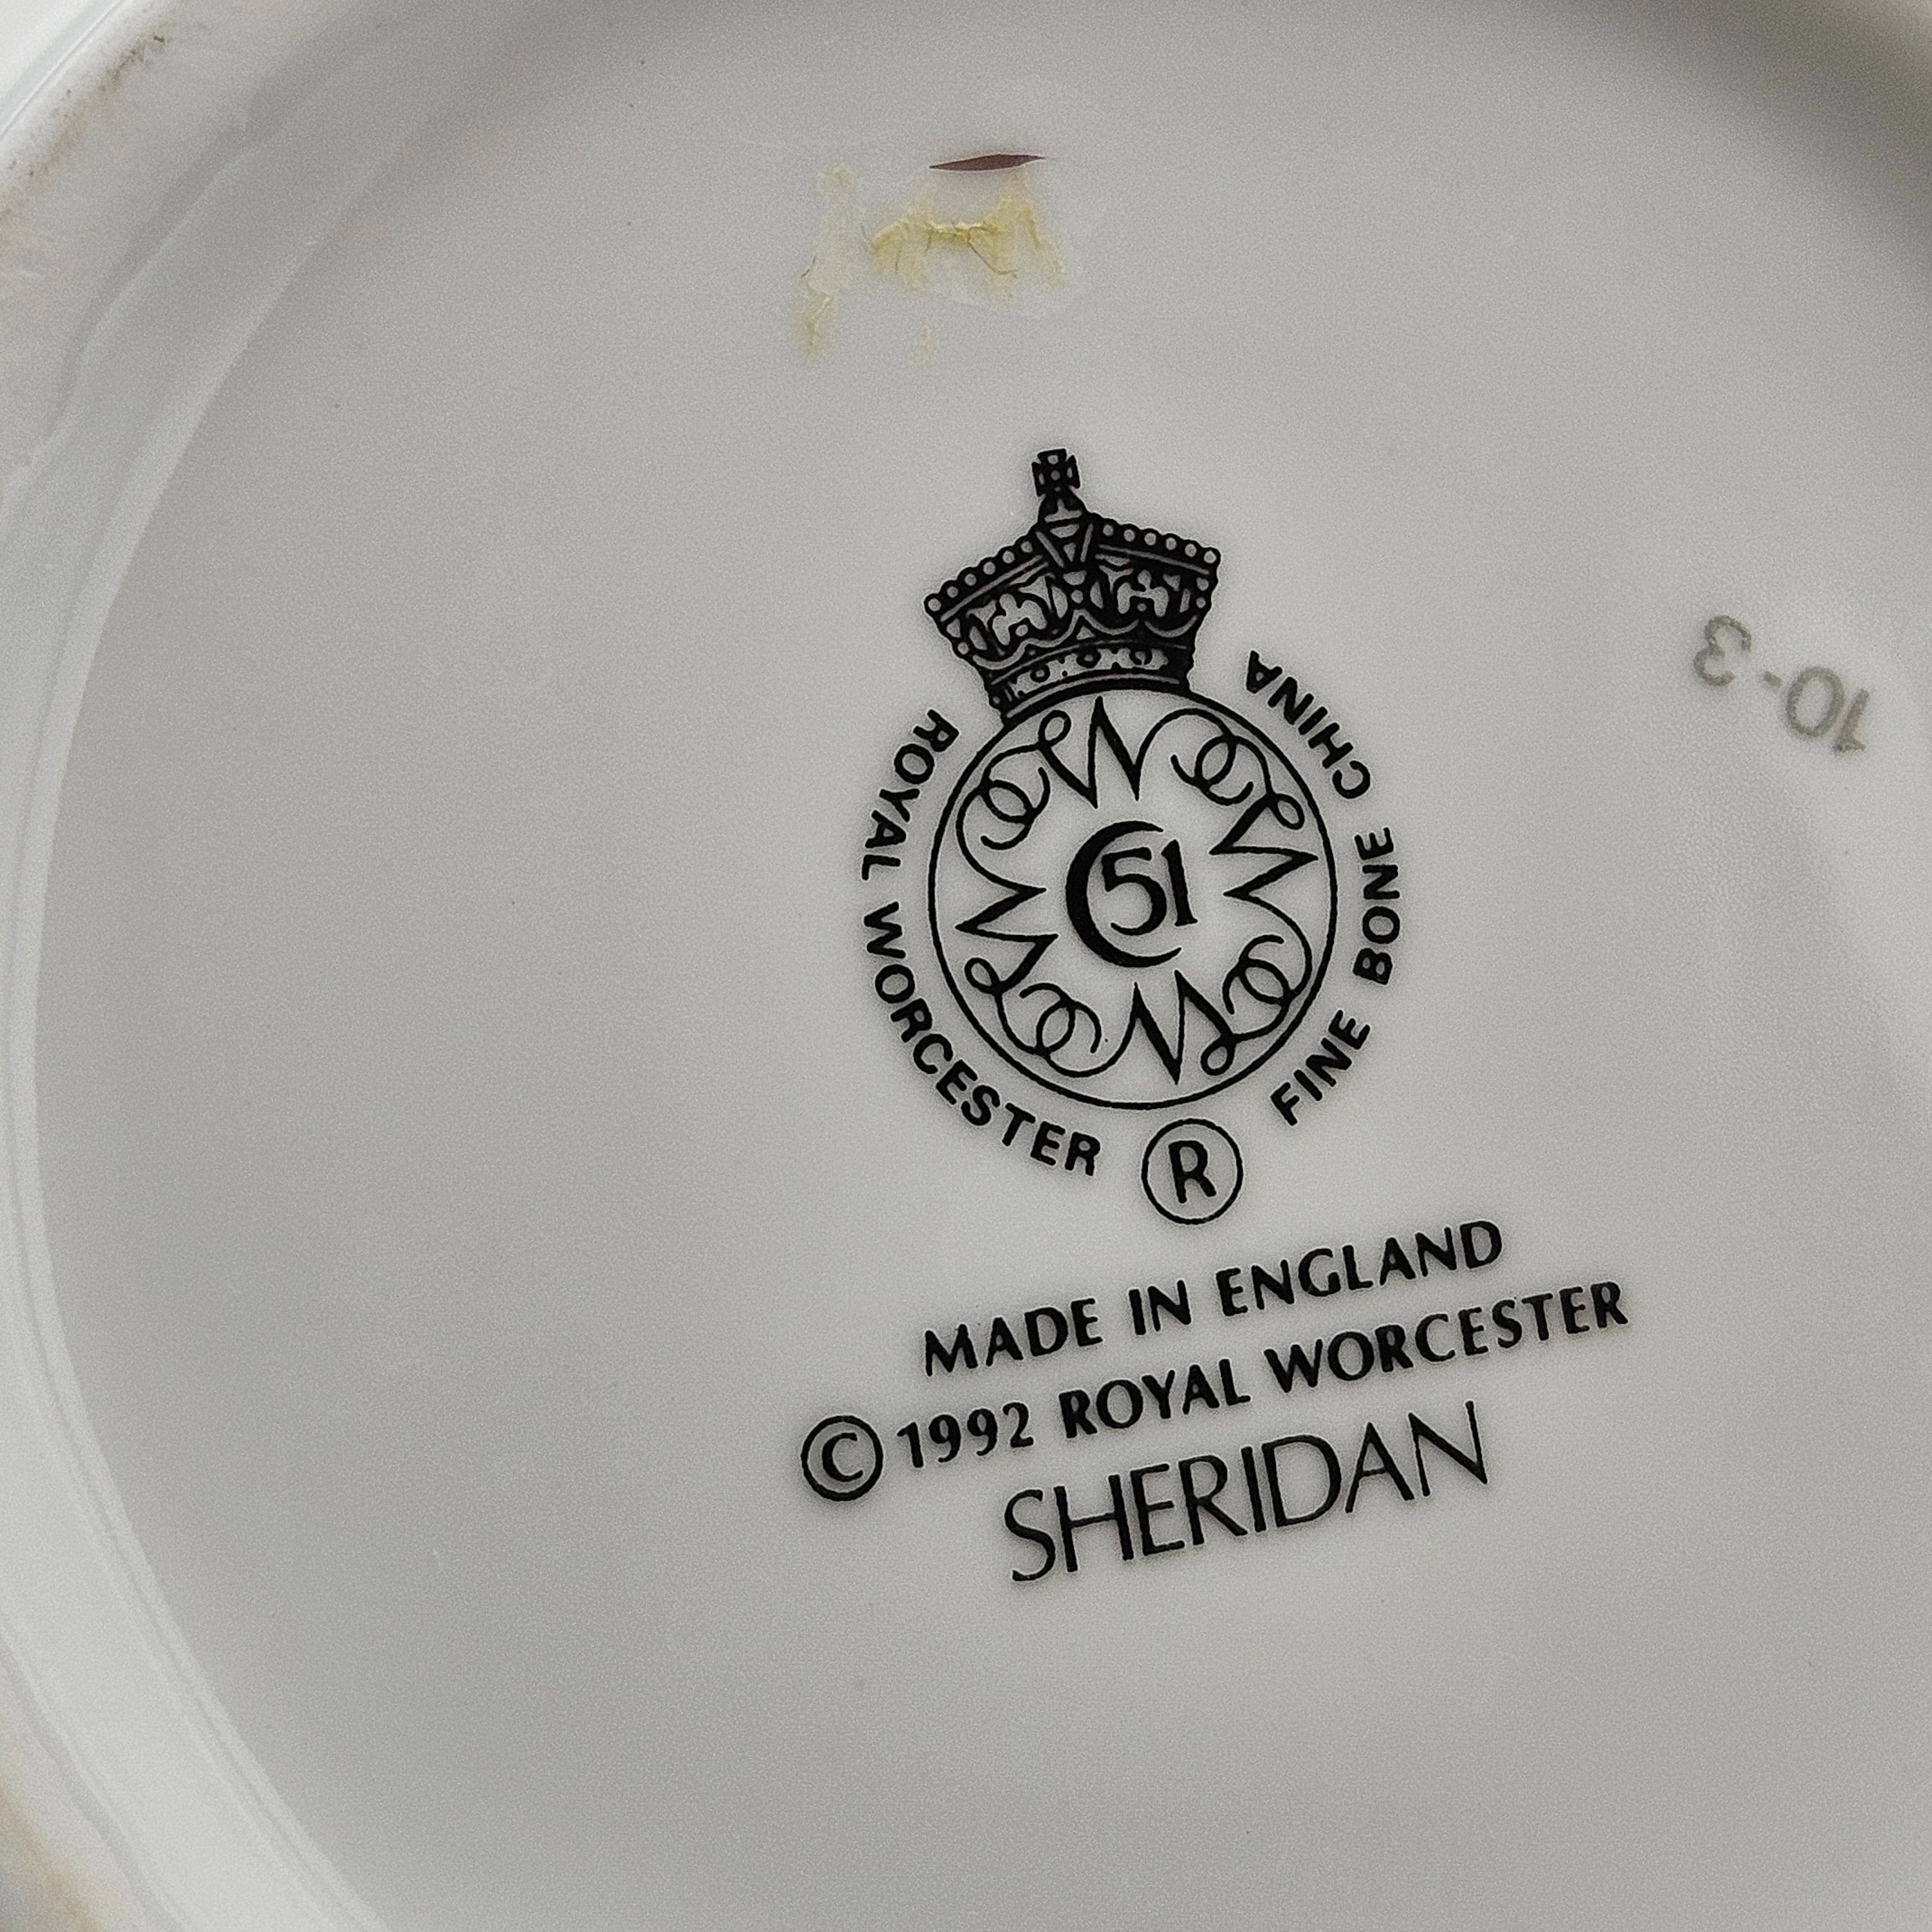 ROYAL WORCESTER
FINE BONE CHINA
51
R
MADE IN ENGLAND
© 1992 ROYAL WORCESTER
SHERIDAN
10-3